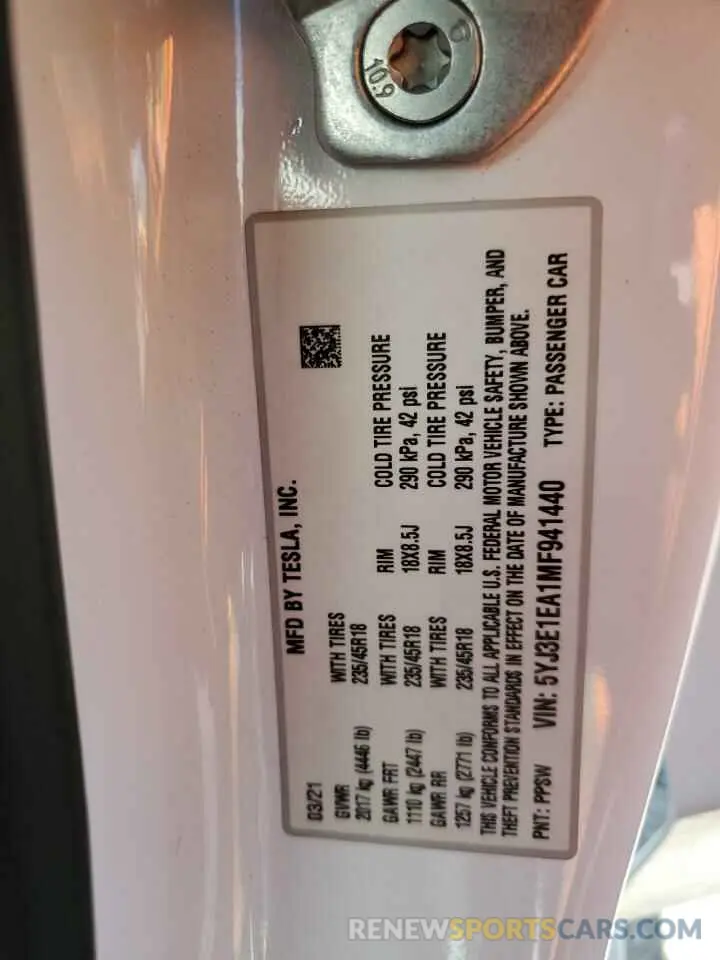 10.9
MFD BY TESLA, INC.
03/21
GVWR WITH TIRES
2017 kg (4446 lb) 235/45R18
GAWR FRT RIM COLD TIRE PRESSURE
1110 kg (2447 lb) 235/45R18 18X8.5J 290 kPa, 42 psi
GAWR RR WITH TIRES RIM COLD TIRE PRESSURE
1257 kg (2771 lb) 235/45R18 18X8.5J 290 kPa, 42 psi
THIS VEHICLE CONFORMS TO ALL APPLICABLE U.S. FEDERAL MOTOR VEHICLE SAFETY, BUMPER, AND
THEFT PREVENTION STANDARDS IN EFFECT ON THE DATE OF MANUFACTURE SHOWN ABOVE.
PNT: PPSW VIN: 5YJ3E1EA1MF941440 TYPE: PASSENGER CAR
RENEWSPORTSCARS.COM